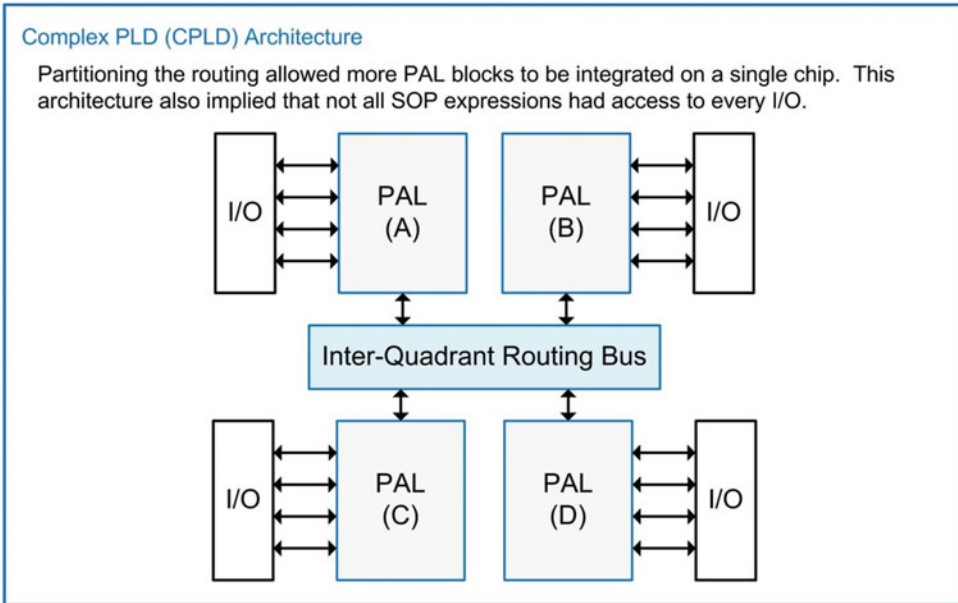 Complex PLD (CPLD) Architecture
Partitioning the routing allowed more PAL blocks to be integrated on a single chip.  This
architecture also implied that not all SOP expressions had access to every I/O.
I/O
PAL
(A)
PAL
(B)
I/O
Inter-Quadrant Routing Bus
I/O
PAL
(C)
PAL
(D)
I/O